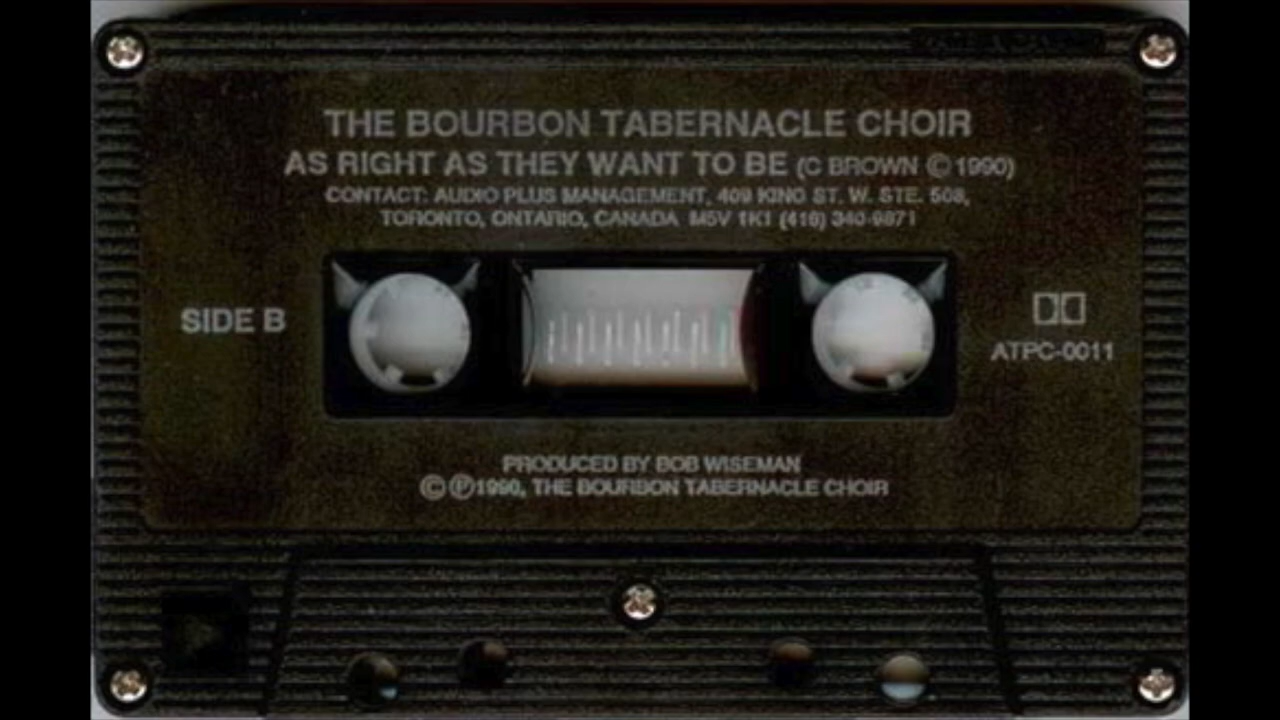 THE BOURBON TABERNACLE CHOIR
AS RIGHT AS THEY WANT TO BE (C BROWN © 1990)
CONTACT: AUDIO PLUS MANAGEMENT, 409 KING ST. W. STE. 508,
TORONTO, ONTARIO, CANADA M5V 1K1 (416) 340-9871
SIDE B
ATPC-0011
PRODUCED BY BOB WISEMAN
©℗1990, THE BOURBON TABERNACLE CHOIR